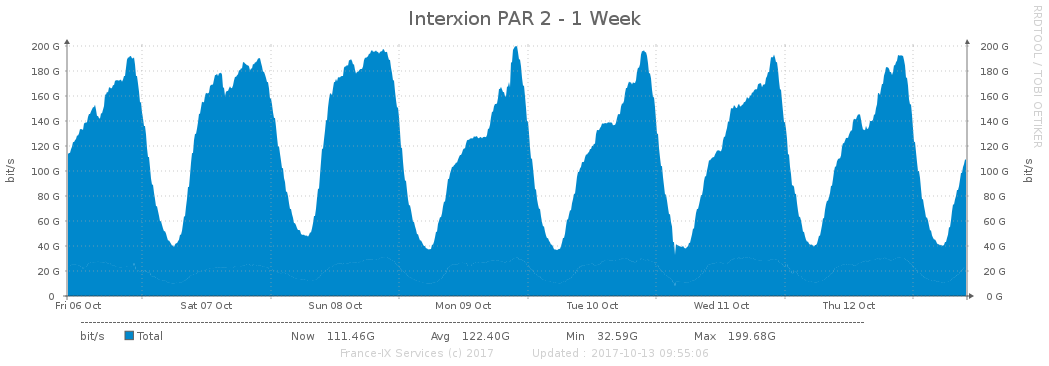 Interxion PAR 2 - 1 Week
RRDTOOL / TOBI OETIKER
200 G 200 G
180 G 180 G
160 G 160 G
140 G 140 G
120 G 120 G
100 G 100 G
80 G 80 G
60 G 60 G
40 G 40 G
20 G 20 G
0 0 G
bit/s bit/s
Fri 06 Oct Sat 07 Oct Sun 08 Oct Mon 09 Oct Tue 10 Oct Wed 11 Oct Thu 12 Oct
bit/s Total Now 111.46G Avg 122.40G Min 32.59G Max 199.68G
France-IX Services (c) 2017 Updated : 2017-10-13 09:55:06